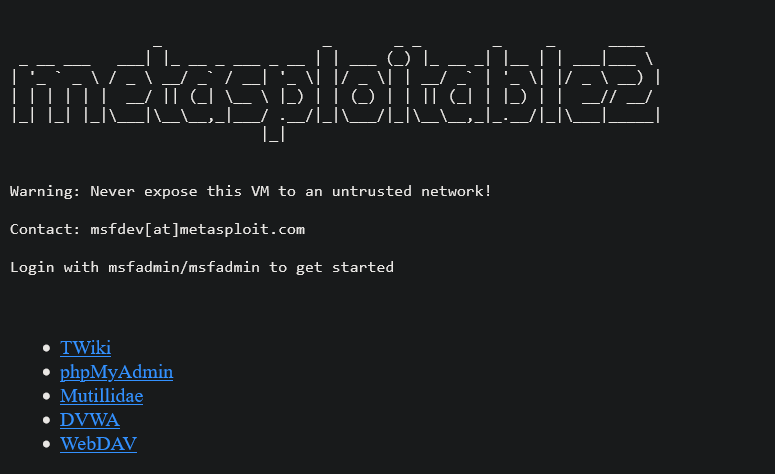 metasploitable2
Warning: Never expose this VM to an untrusted network!
Contact: msfdev[at]metasploit.com
Login with msfadmin/msfadmin to get started
TWiki
phpMyAdmin
Mutillidae
DVWA
WebDAV